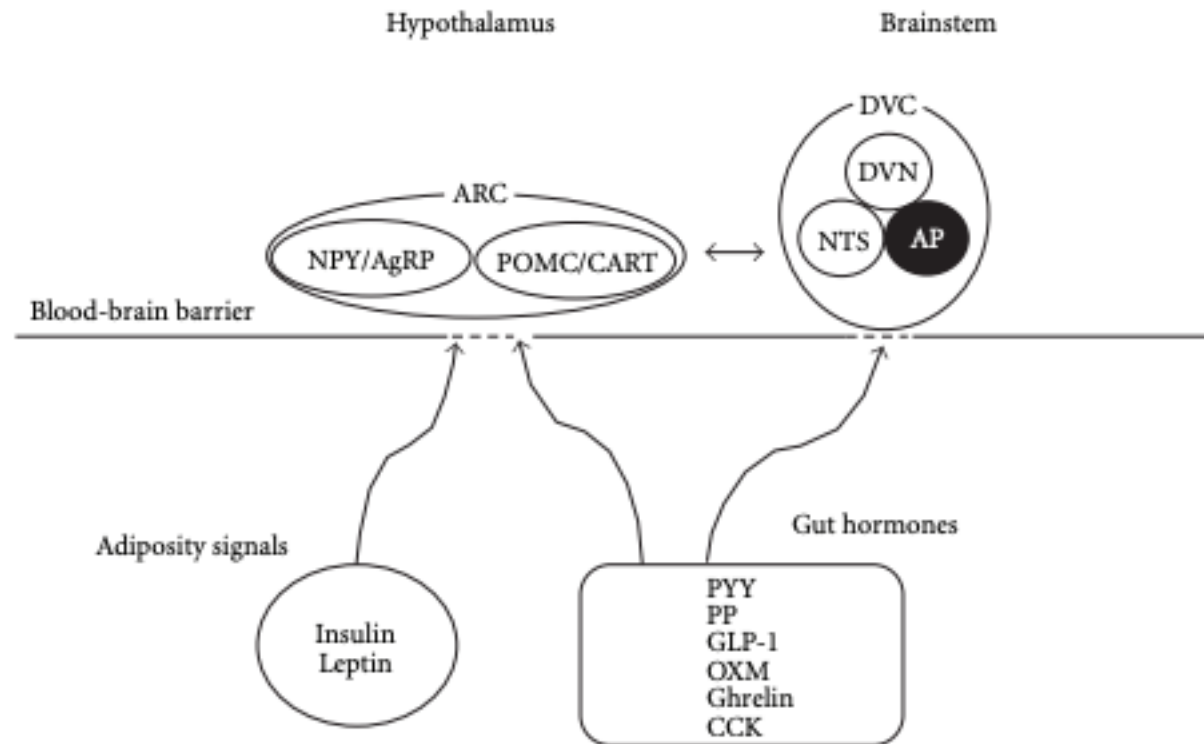 Hypothalamus
Brainstem
DVC
DVN
ARC
NTS
AP
NPY/AgRP
POMC/CART
Blood-brain barrier
Gut hormones
Adiposity signals
PYY
PP
GLP-1
OXM
Ghrelin
CCK
Insulin
Leptin